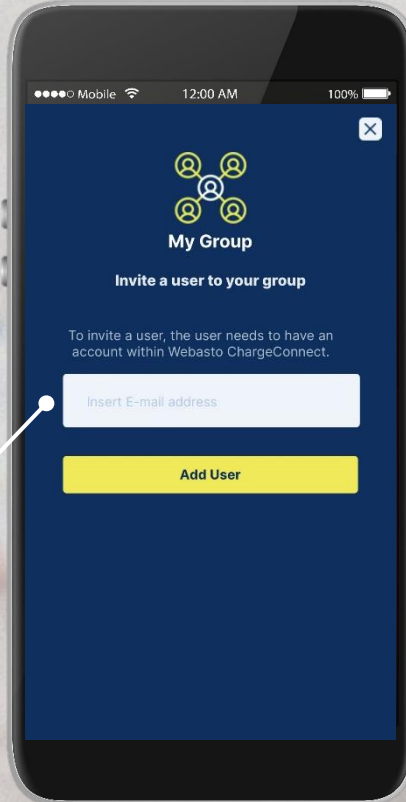 Mobile 12:00 AM 100%
My Group
Invite a user to your group
To invite a user, the user needs to have an
account within Webasto ChargeConnect.
Insert E-mail address
Add User